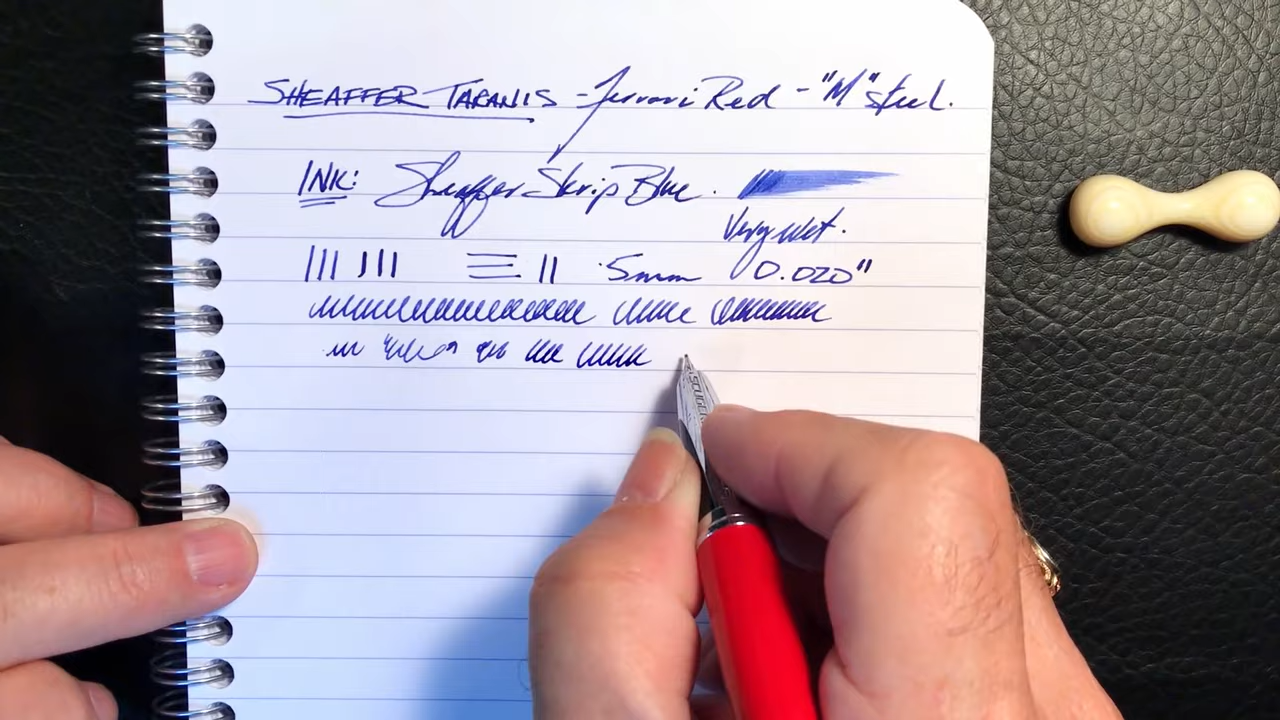 SHEAFFER TARANIS - Ferrari Red - "M" steel.
INK: Sheaffer Skrip Blue.
Very wet.
.5mm 0.020"